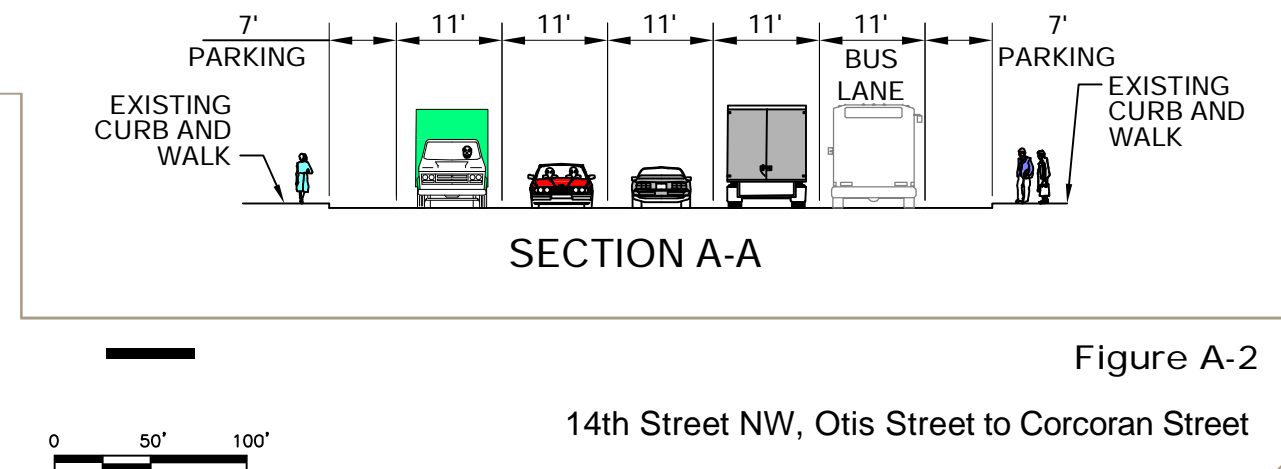 7' 11' 11' 11' 11' 11' 7'
PARKING BUS PARKING
LANE
EXISTING
CURB AND
WALK
EXISTING
CURB AND
WALK
SECTION A-A
Figure A-2
14th Street NW, Otis Street to Corcoran Street
0 50' 100'